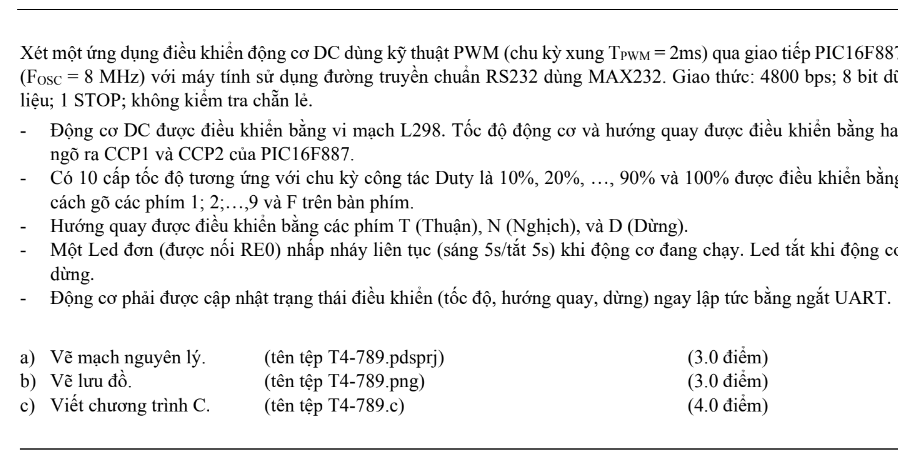 Xét một ứng dụng điều khiển động cơ DC dùng kỹ thuật PWM (chu kỳ xung TPWM = 2ms) qua giao tiếp PIC16F887
(FOSC = 8 MHz) với máy tính sử dụng đường truyền chuẩn RS232 dùng MAX232. Giao thức: 4800 bps; 8 bit dữ
liệu; 1 STOP; không kiểm tra chẵn lẻ.
- Động cơ DC được điều khiển bằng vi mạch L298. Tốc độ động cơ và hướng quay được điều khiển bằng ha
ngõ ra CCP1 và CCP2 của PIC16F887.
- Có 10 cấp tốc độ tương ứng với chu kỳ công tác Duty là 10%, 20%, …, 90% và 100% được điều khiển bằng
cách gõ các phím 1; 2;…,9 và F trên bàn phím.
- Hướng quay được điều khiển bằng các phím T (Thuận), N (Nghịch), và D (Dừng).
- Một Led đơn (được nối RE0) nhấp nháy liên tục (sáng 5s/tắt 5s) khi động cơ đang chạy. Led tắt khi động cơ
dừng.
- Động cơ phải được cập nhật trạng thái điều khiển (tốc độ, hướng quay, dừng) ngay lập tức bằng ngắt UART.
a) Vẽ mạch nguyên lý. (tên tệp T4-789.pdsprj) (3.0 điểm)
b) Vẽ lưu đồ. (tên tệp T4-789.png) (3.0 điểm)
c) Viết chương trình C. (tên tệp T4-789.c) (4.0 điểm)